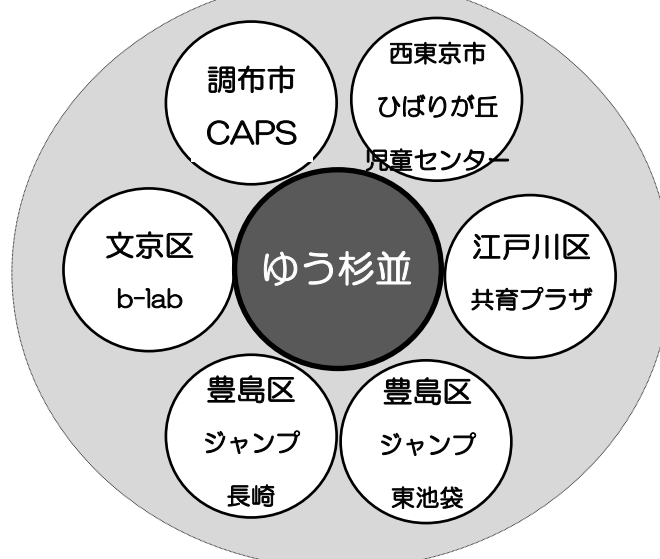 調布市
CAPS
西東京市
ひばりが丘
児童センター
文京区
b-lab
ゆう杉並
江戸川区
共育プラザ
豊島区
ジャンプ
長崎
豊島区
ジャンプ
東池袋